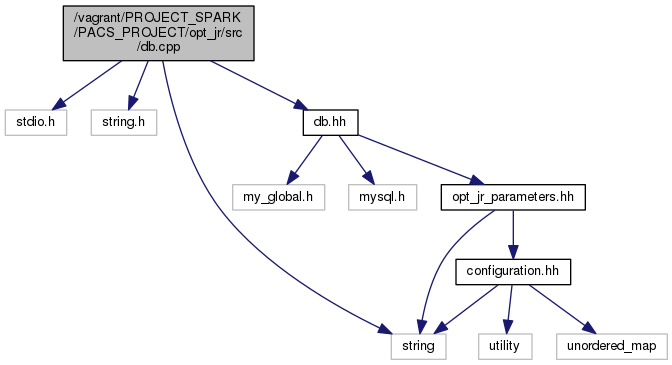 /vagrant/PROJECT_SPARK
/PACS_PROJECT/opt_jr/src
/db.cpp
stdio.h
string.h
db.hh
my_global.h
mysql.h
opt_jr_parameters.hh
configuration.hh
string
utility
unordered_map